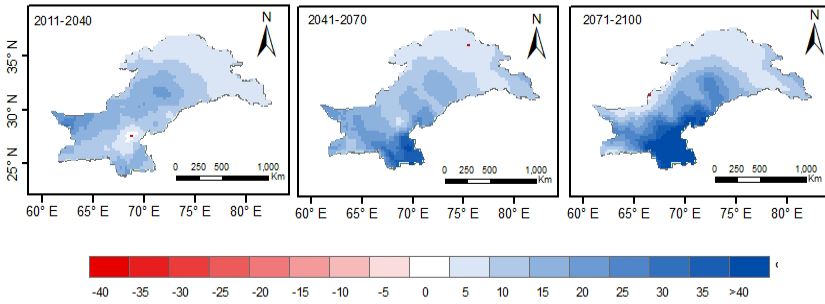 2011-2040
N
35° N
30° N
25° N
0 250 500 1,000
Km
60° E 65° E 70° E 75° E 80° E
2041-2070
N
0 250 500 1,000
Km
60° E 65° E 70° E 75° E 80° E
2071-2100
N
0 250 500 1,000
Km
60° E 65° E 70° E 75° E 80° E
-40 -35 -30 -25 -20 -15 -10 -5 0 5 10 15 20 25 30 35 >40